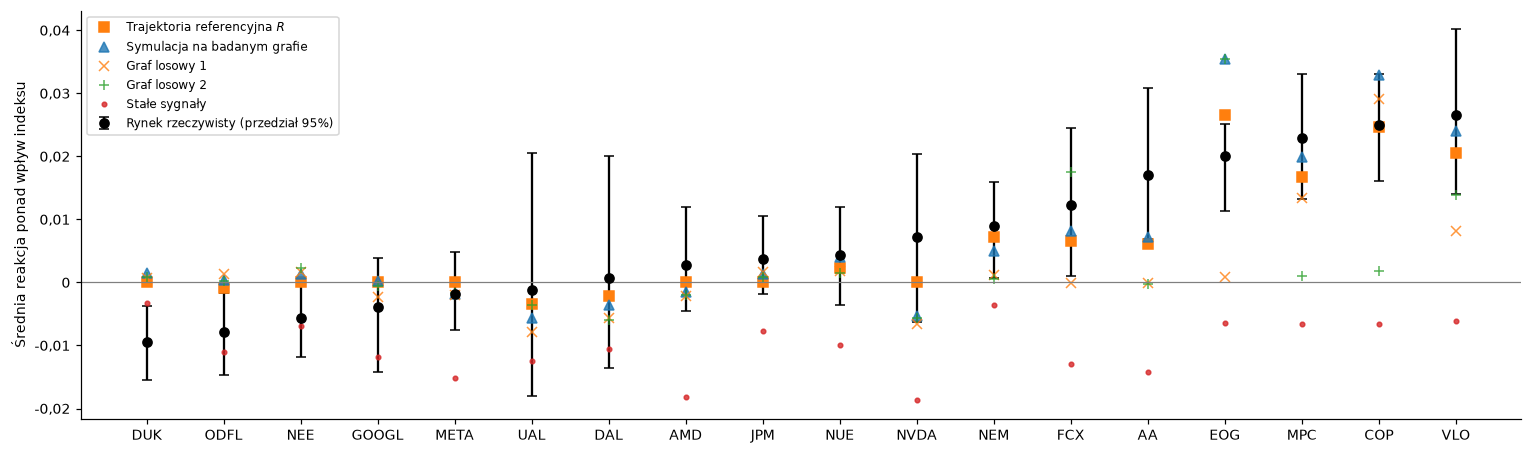 0,04
0,03
0,02
0,01
0
-0,01
-0,02
Średnia reakcja ponad wpływ indeksu
Trajektoria referencyjna R
Symulacja na badanym grafie
Graf losowy 1
Graf losowy 2
Stałe sygnały
Rynek rzeczywisty (przedział 95%)
DUK ODFL NEE GOOGL META UAL DAL AMD JPM NUE NVDA NEM FCX AA EOG MPC COP VLO